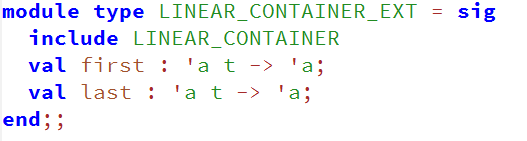 module type LINEAR_CONTAINER_EXT = sig
  include LINEAR_CONTAINER
  val first : 'a t -> 'a;
  val last : 'a t -> 'a;
end;;